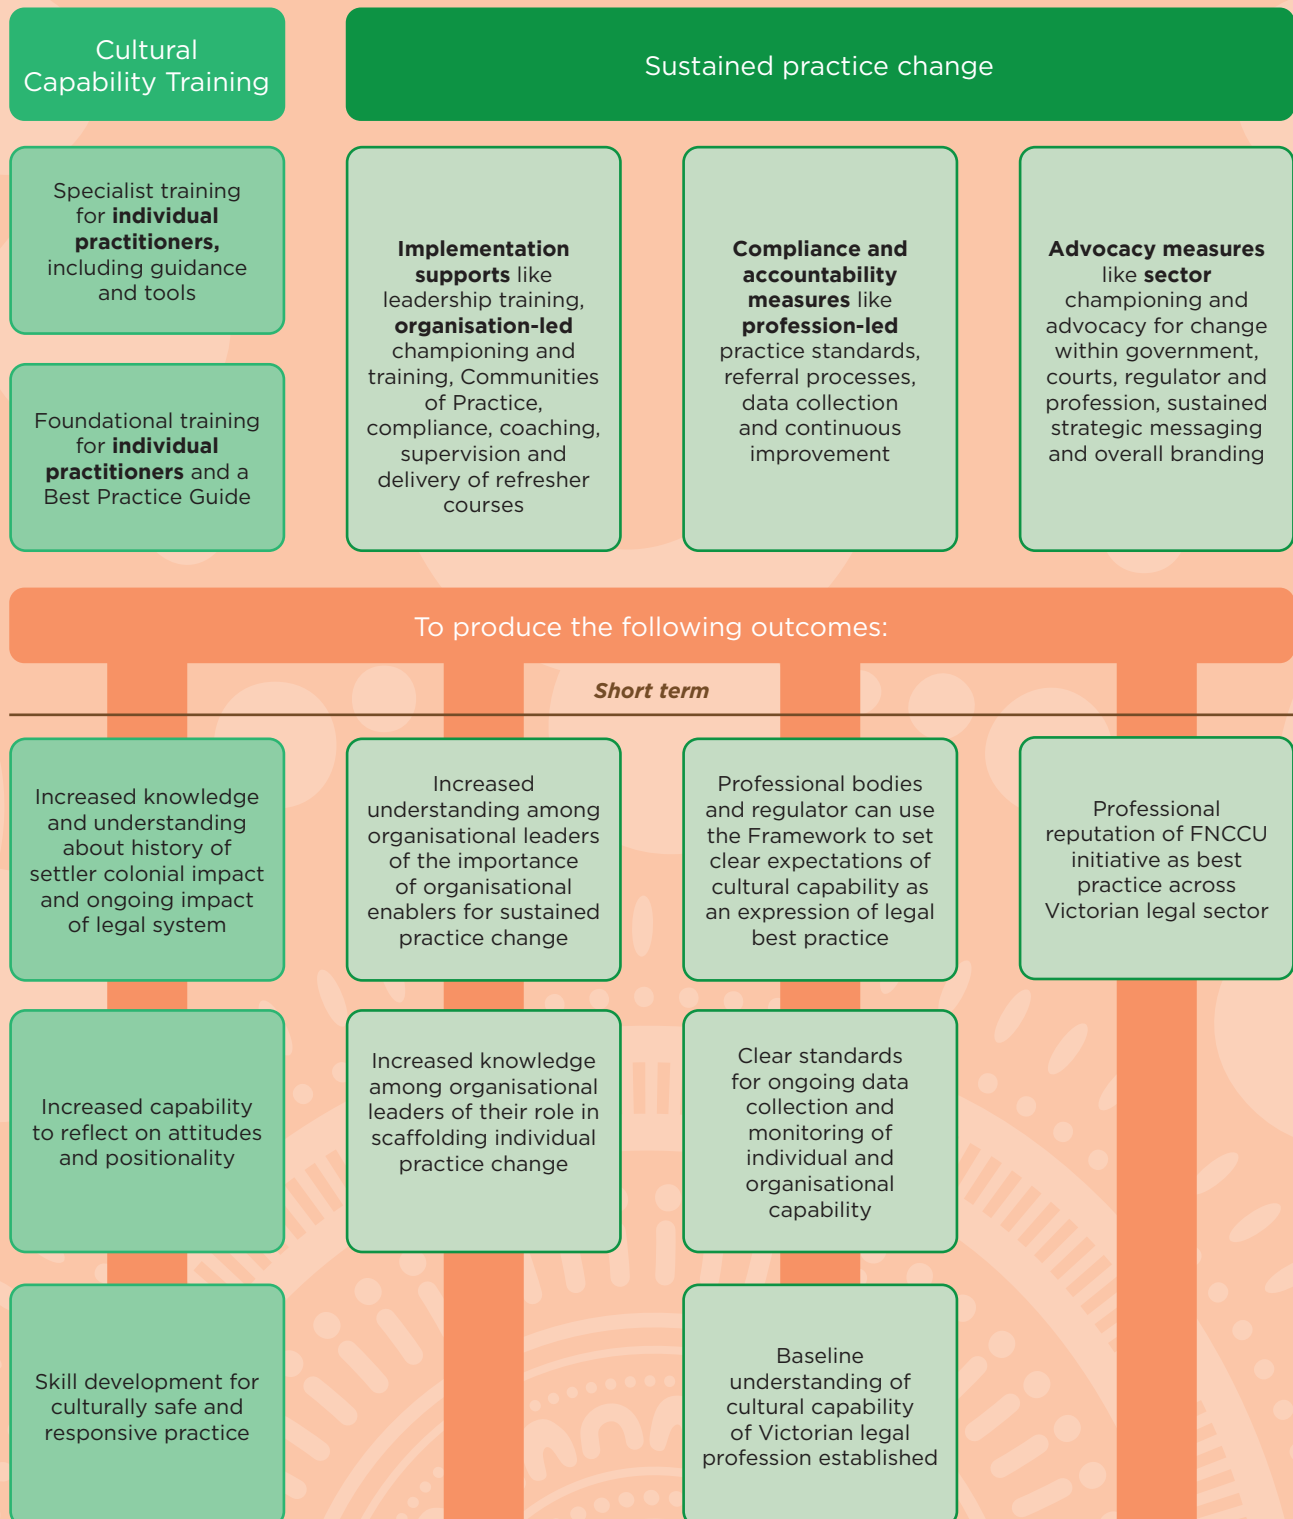 Cultural
Capability Training
Sustained practice change
Specialist training
for individual
practitioners,
including guidance
and tools
Foundational training
for individual
practitioners and a
Best Practice Guide
Implementation
supports like
leadership training,
organisation-led
championing and
training, Communities
of Practice,
compliance, coaching,
supervision and
delivery of refresher
courses
Compliance and
accountability
measures like
profession-led
practice standards,
referral processes,
data collection
and continuous
improvement
Advocacy measures
like sector
championing and
advocacy for change
within government,
courts, regulator and
profession, sustained
strategic messaging
and overall branding
To produce the following outcomes:
Short term
Increased knowledge
and understanding
about history of
settler colonial impact
and ongoing impact
of legal system
Increased
understanding among
organisational leaders
of the importance
of organisational
enablers for sustained
practice change
Professional bodies
and regulator can use
the Framework to set
clear expectations of
cultural capability as
an expression of legal
best practice
Professional
reputation of FNCCU
initiative as best
practice across
Victorian legal sector
Increased capability
to reflect on attitudes
and positionality
Increased knowledge
among organisational
leaders of their role in
scaffolding individual
practice change
Clear standards
for ongoing data
collection and
monitoring of
individual and
organisational
capability
Skill development for
culturally safe and
responsive practice
Baseline
understanding of
cultural capability
of Victorian legal
profession established